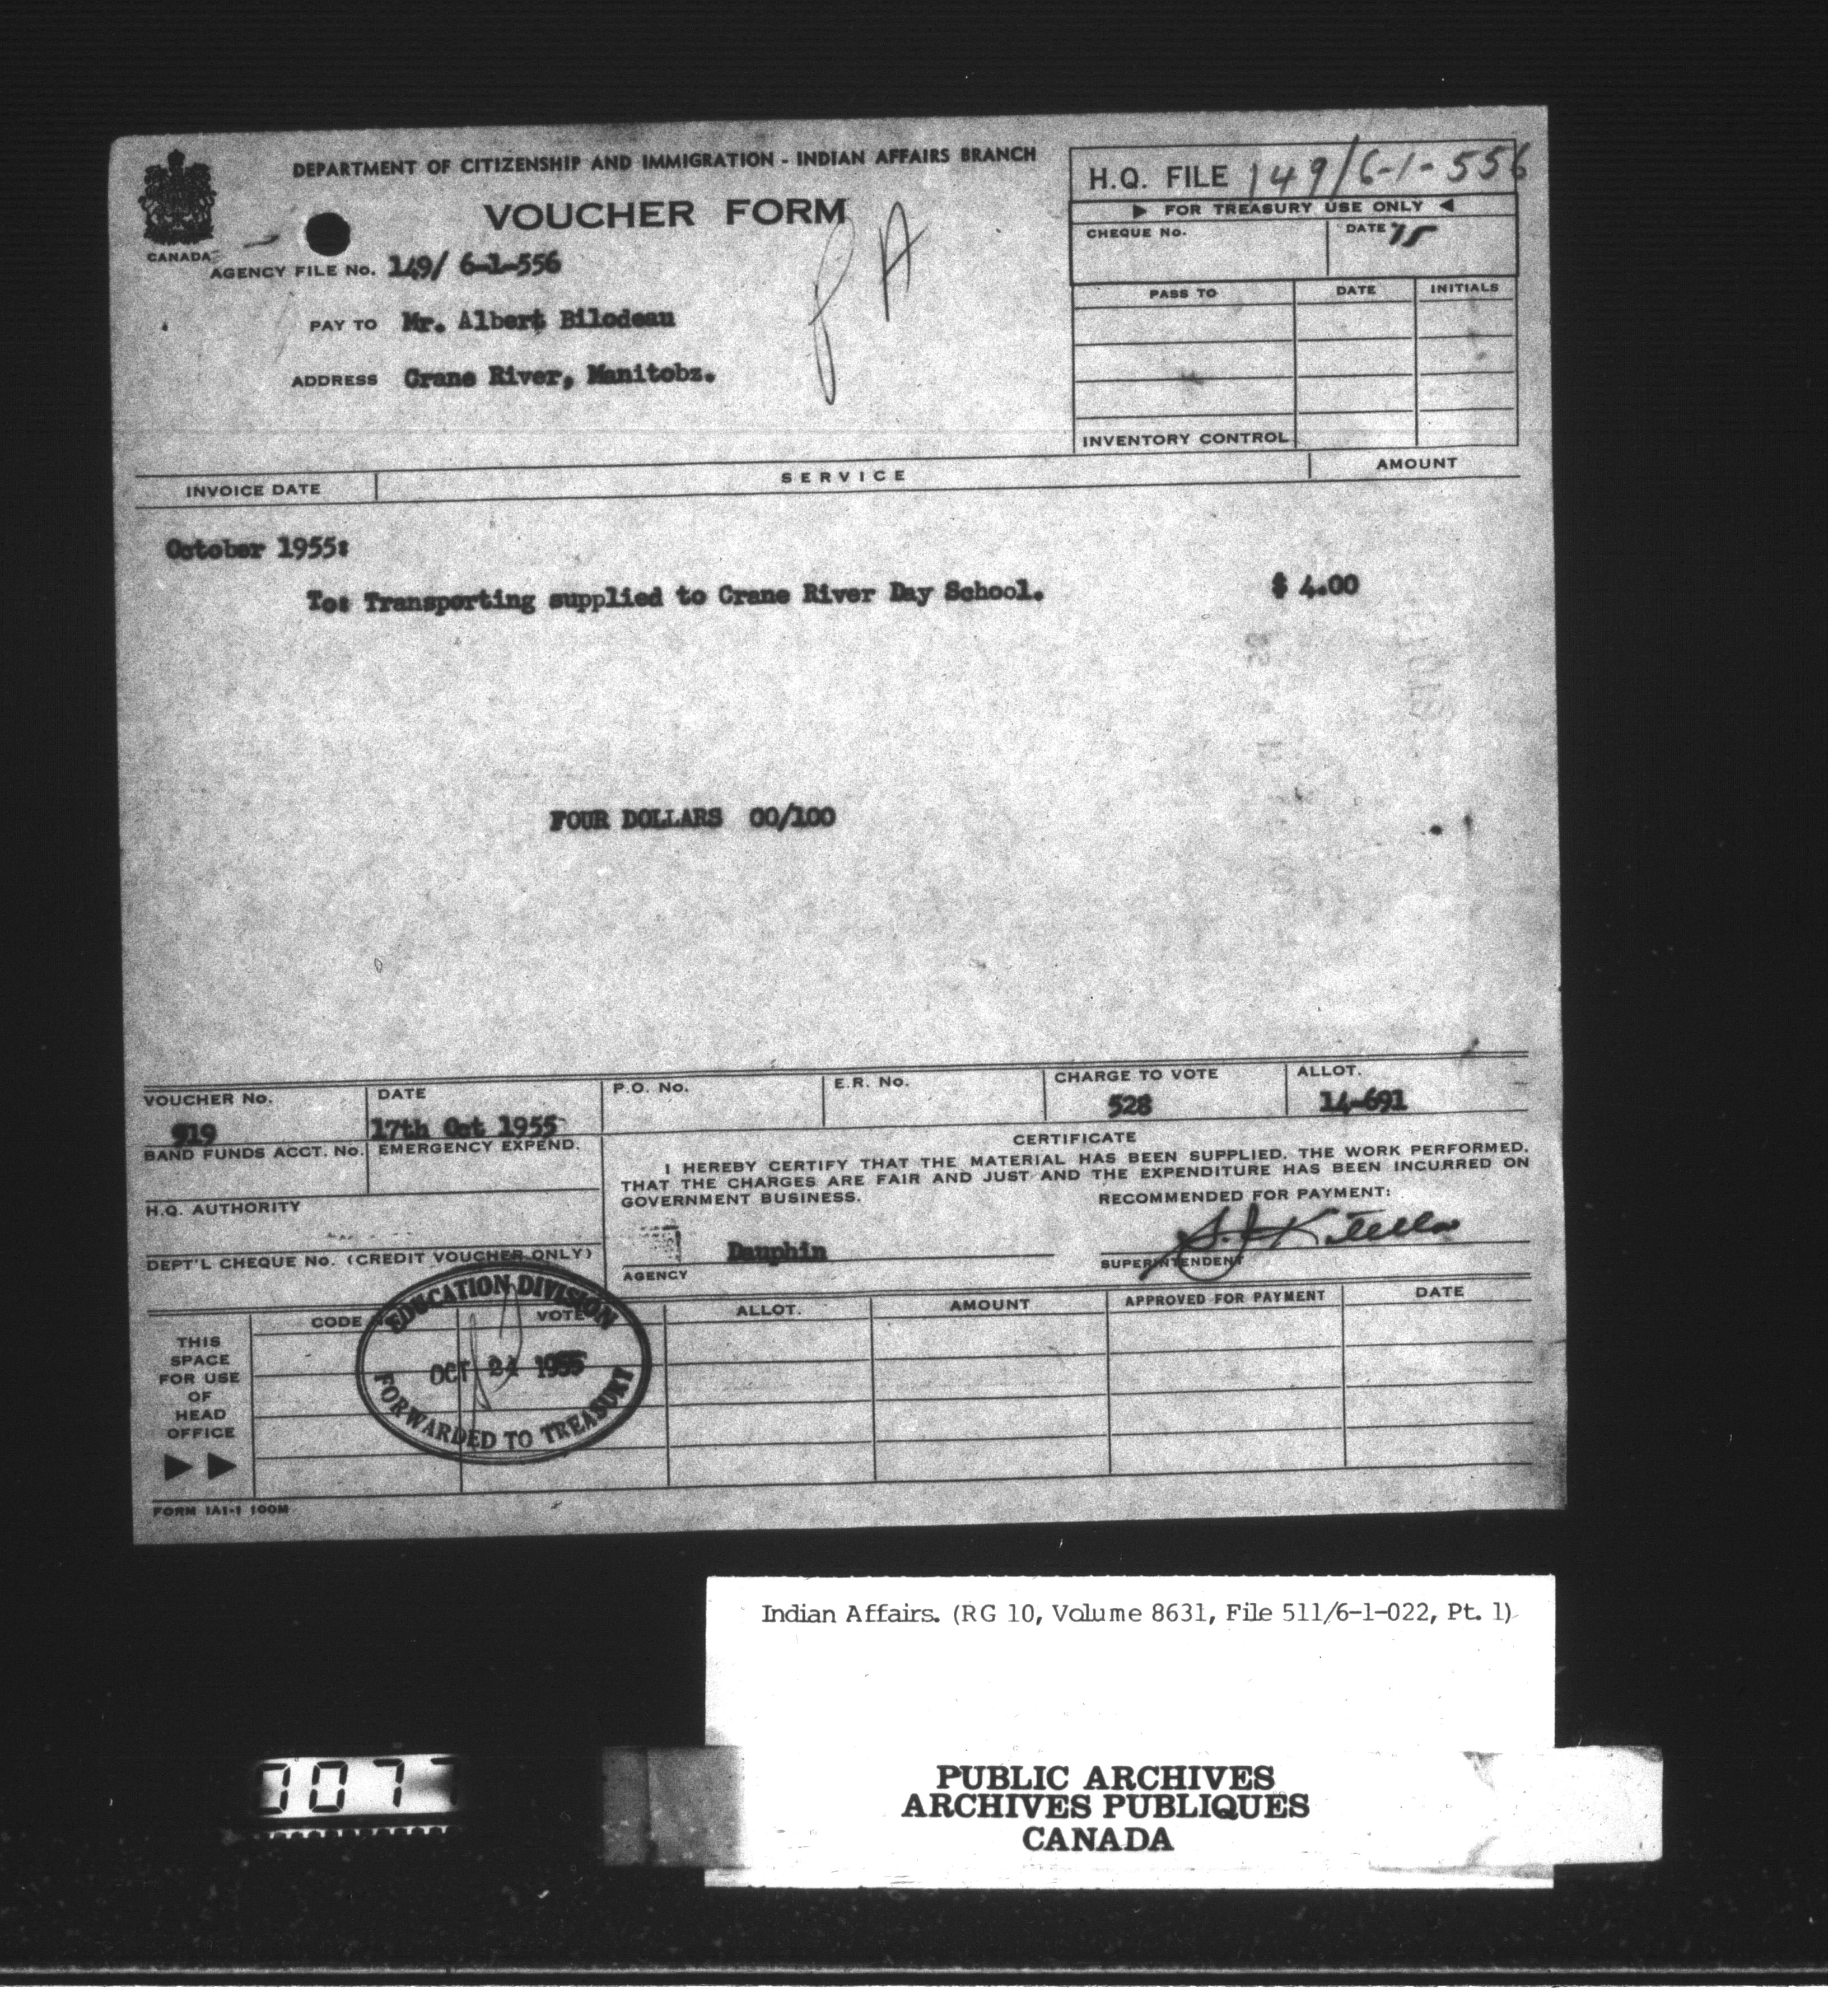 DEPARTMENT OF CITIZENSHIP AND IMMIGRATION - INDIAN AFFAIRS BRANCH
VOUCHER FORM
P A
CANADA
AGENCY FILE No. 149/ 6-1-556
PAY TO Mr. Albert Bilodeau
ADDRESS Crane River, Manitobz.
H.Q. FILE 149/6-1-556
▶ FOR TREASURY USE ONLY ◀
CHEQUE No. DATE 75
PASS TO DATE INITIALS
INVENTORY CONTROL
INVOICE DATE SERVICE AMOUNT
October 1955:
To: Transporting supplied to Crane River Day School. $ 4.00
FOUR DOLLARS 00/100
VOUCHER No. DATE P.O. No. E.R. No. CHARGE TO VOTE ALLOT.
919 17th Oct 1955 528 14-691
BAND FUNDS ACCT. No. EMERGENCY EXPEND.
H.Q. AUTHORITY
DEPT'L CHEQUE No. (CREDIT VOUCHER ONLY)
CERTIFICATE
I HEREBY CERTIFY THAT THE MATERIAL HAS BEEN SUPPLIED. THE WORK PERFORMED.
THAT THE CHARGES ARE FAIR AND JUST AND THE EXPENDITURE HAS BEEN INCURRED ON
GOVERNMENT BUSINESS.
RECOMMENDED FOR PAYMENT:
Dauphin
AGENCY SUPERINTENDENT
EDUCATION DIVISION
OCT 21 1955
FORWARDED TO TREASURY
CODE VOTE ALLOT. AMOUNT APPROVED FOR PAYMENT DATE
THIS
SPACE
FOR USE
OF
HEAD
OFFICE
▶▶
FORM 1A1-1 100M
Indian Affairs. (RG 10, Volume 8631, File 511/6-1-022, Pt. 1)
PUBLIC ARCHIVES
ARCHIVES PUBLIQUES
CANADA
0077